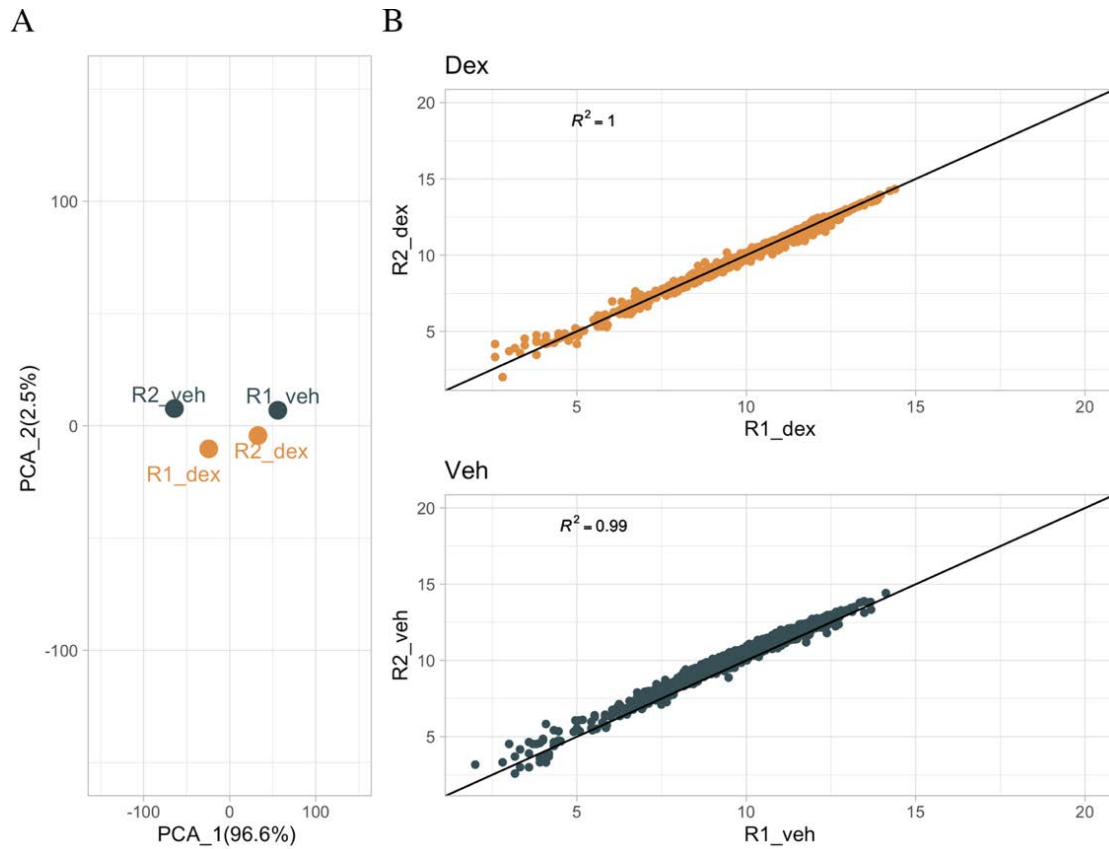 A
B
PCA_2(2.5%)
100
0
-100
R2_veh
R1_veh
R2_dex
R1_dex
-100
0
100
PCA_1(96.6%)
Dex
R2_dex
20
15
10
5
R² = 1
5
10
15
20
R1_dex
Veh
R2_veh
20
15
10
5
R² = 0.99
5
10
15
20
R1_veh